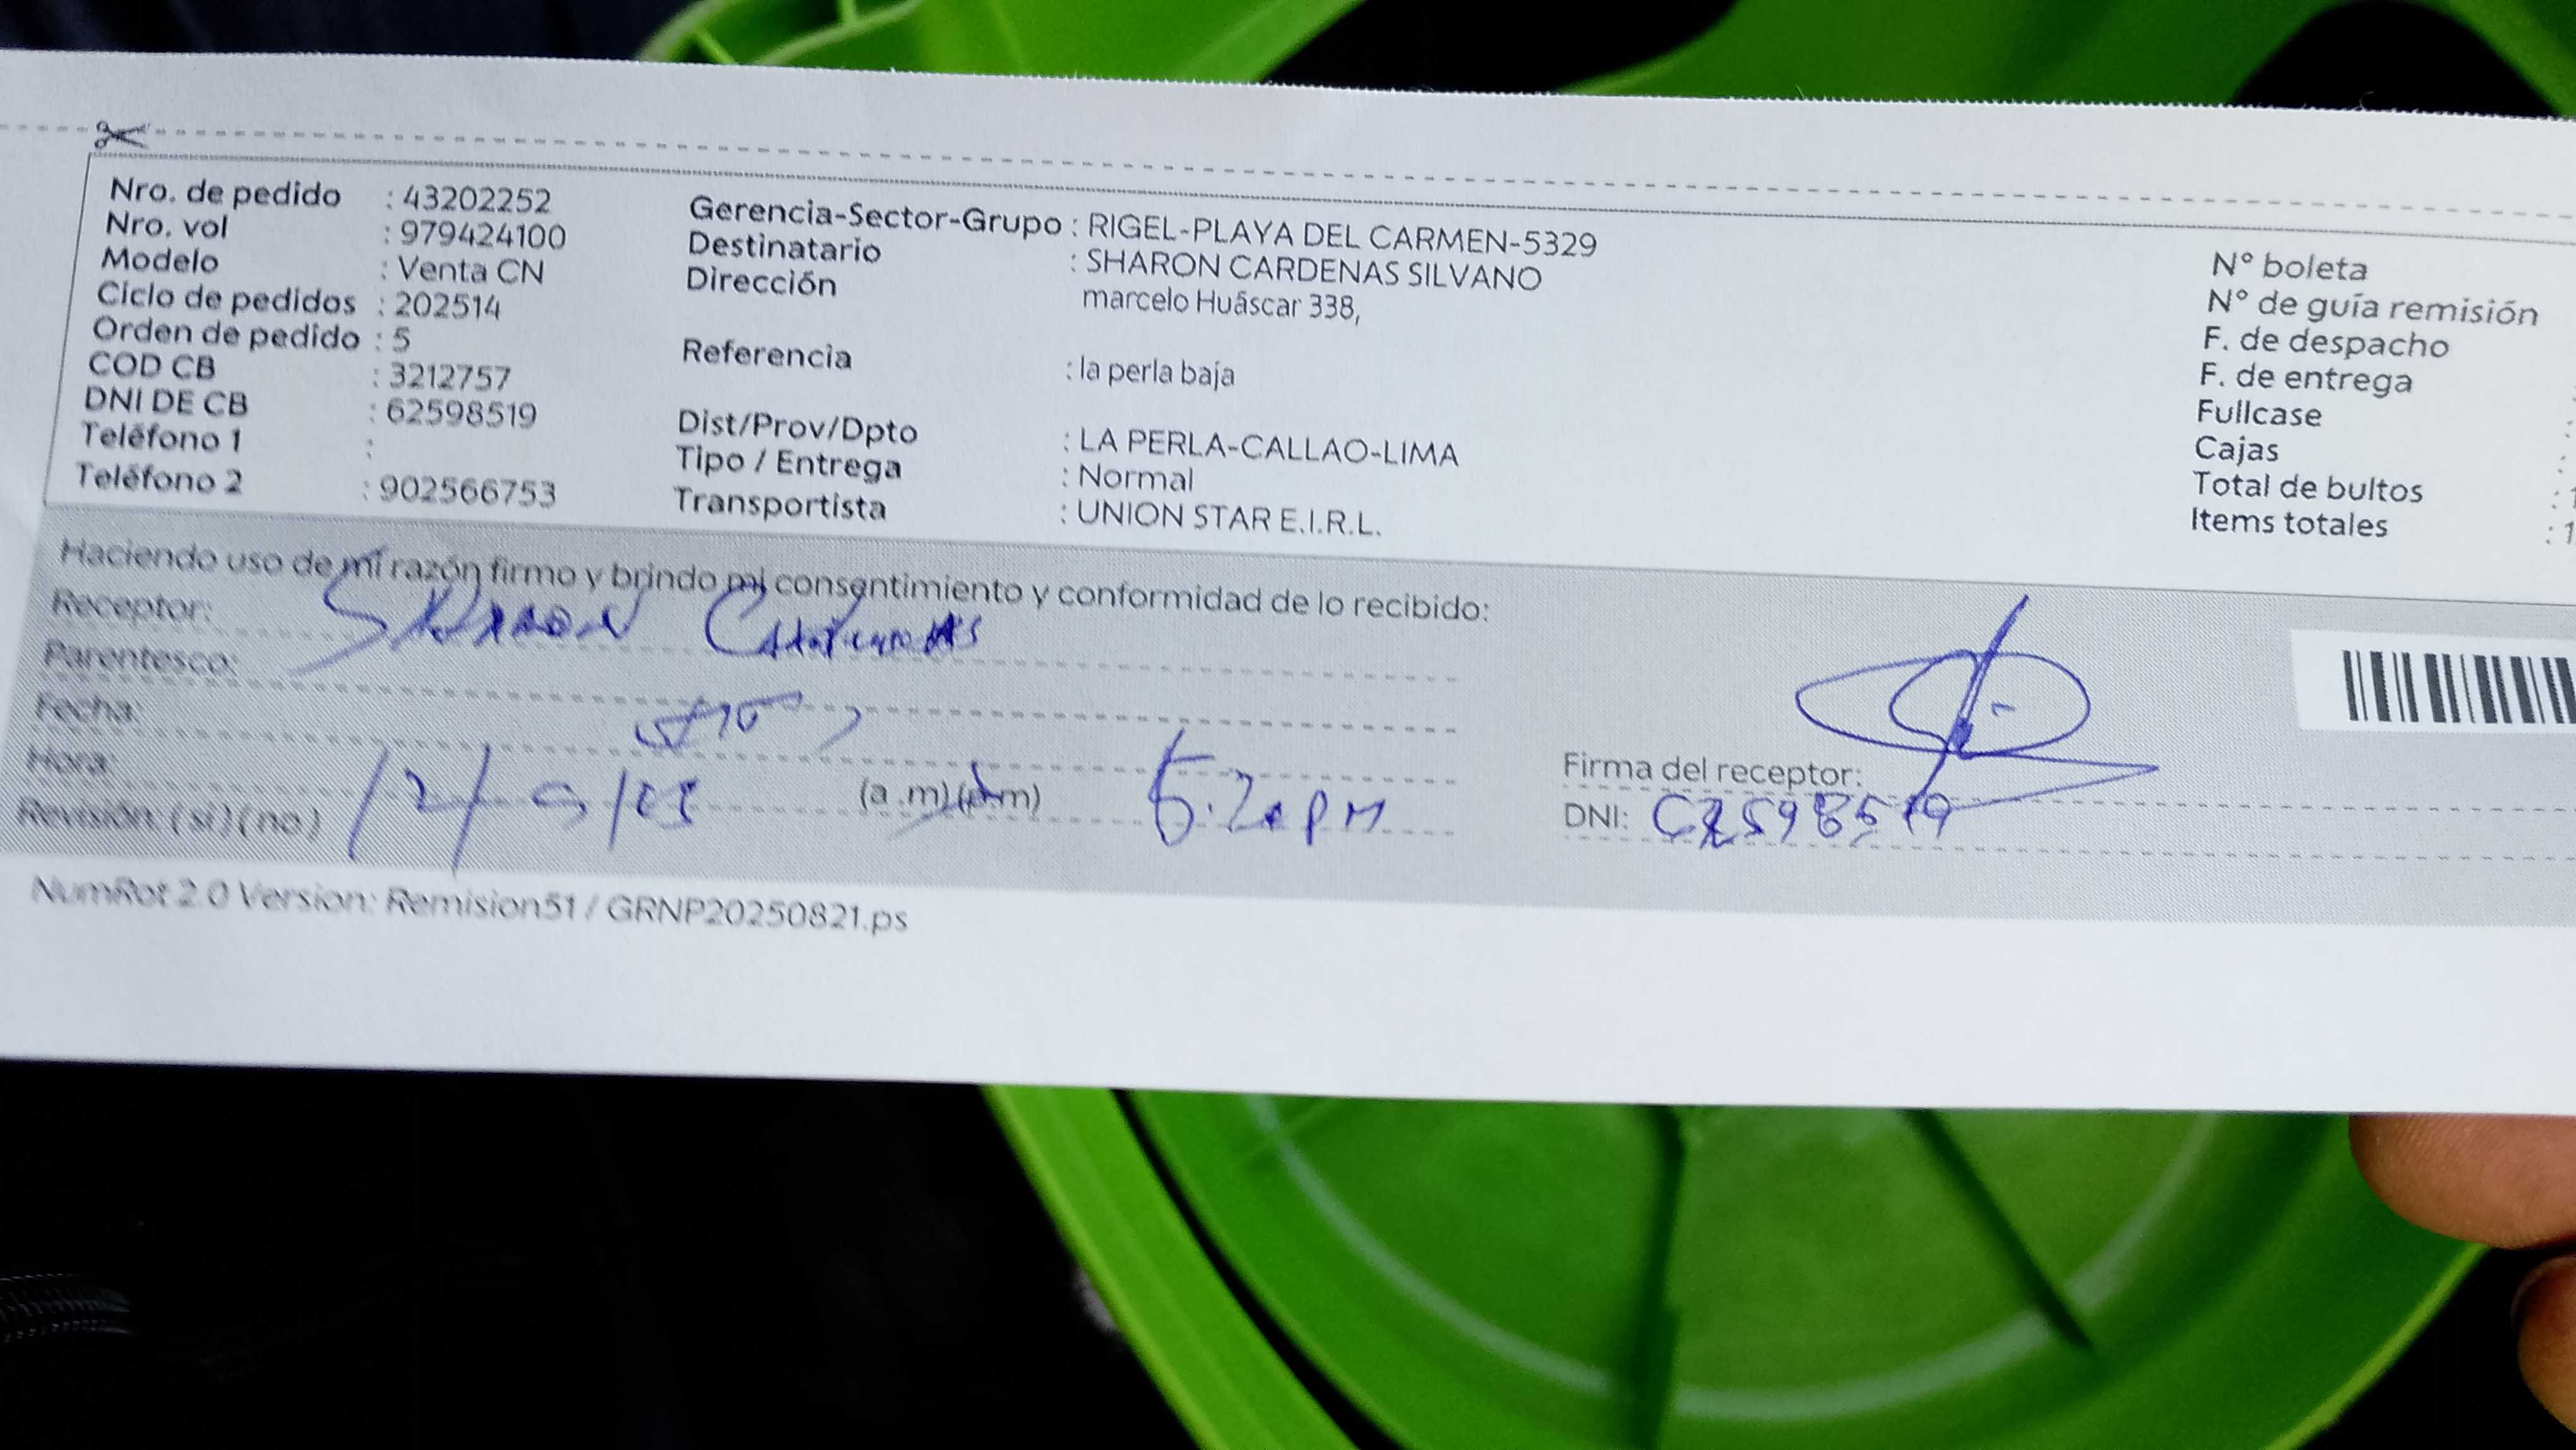 Nro. de pedido : 43202252
Nro. vol : 979424100
Modelo : Venta CN
Ciclo de pedidos : 202514
Orden de pedido : 5
COD CB : 3212757
DNI DE CB : 62598519
Teléfono 1 :
Teléfono 2 : 902566753
Gerencia-Sector-Grupo : RIGEL-PLAYA DEL CARMEN-5329
Destinatario : SHARON CARDENAS SILVANO
Dirección marcelo Huáscar 338,
Referencia : la perla baja
Dist/Prov/Dpto : LA PERLA-CALLAO-LIMA
Tipo / Entrega : Normal
Transportista : UNION STAR E.I.R.L.
N° boleta
N° de guía remisión
F. de despacho
F. de entrega
Fullcase :
Cajas :
Total de bultos : 1
Items totales : 1
Haciendo uso de mi razón firmo y brindo mi consentimiento y conformidad de lo recibido:
Receptor: SHARON
Parentesco:
Fecha:
Hora: (a.m) (p.m)
Revisión: (si) (no)
Firma del receptor:
DNI:
NumRot 2.0 Version: Remision51 / GRNP20250821.ps